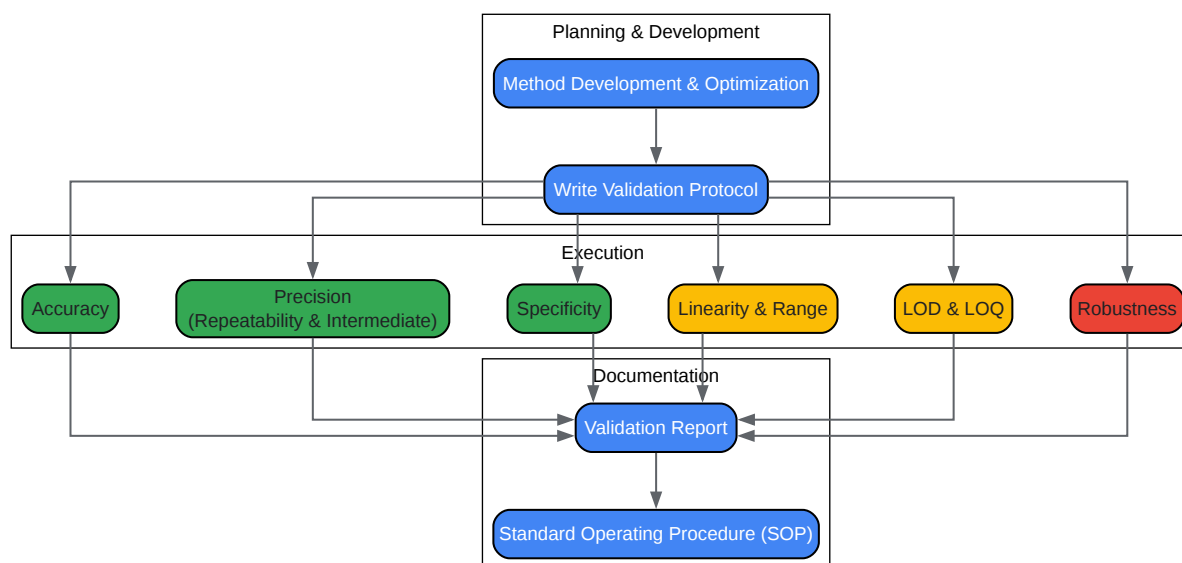 Planning & Development
Method Development & Optimization
Write Validation Protocol
Execution
Accuracy
Precision
(Repeatability & Intermediate)
Specificity
Linearity & Range
LOD & LOQ
Robustness
Documentation
Validation Report
Standard Operating Procedure (SOP)